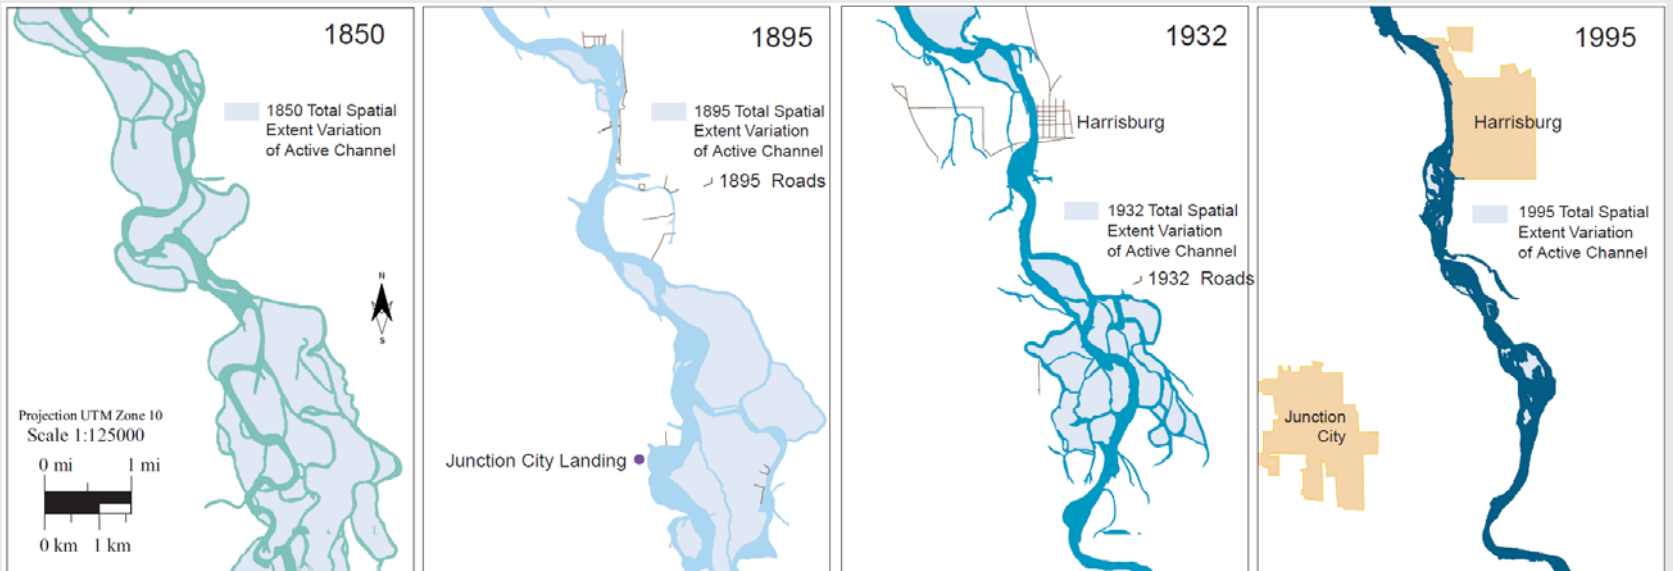 1850
1850 Total Spatial
Extent Variation
of Active Channel
N
S
Projection UTM Zone 10
Scale 1:125000
0 mi 1 mi
0 km 1 km
1895
1895 Total Spatial
Extent Variation
of Active Channel
1895 Roads
Junction City Landing
1932
Harrisburg
1932 Total Spatial
Extent Variation
of Active Channel
1932 Roads
1995
Harrisburg
1995 Total Spatial
Extent Variation
of Active Channel
Junction
City